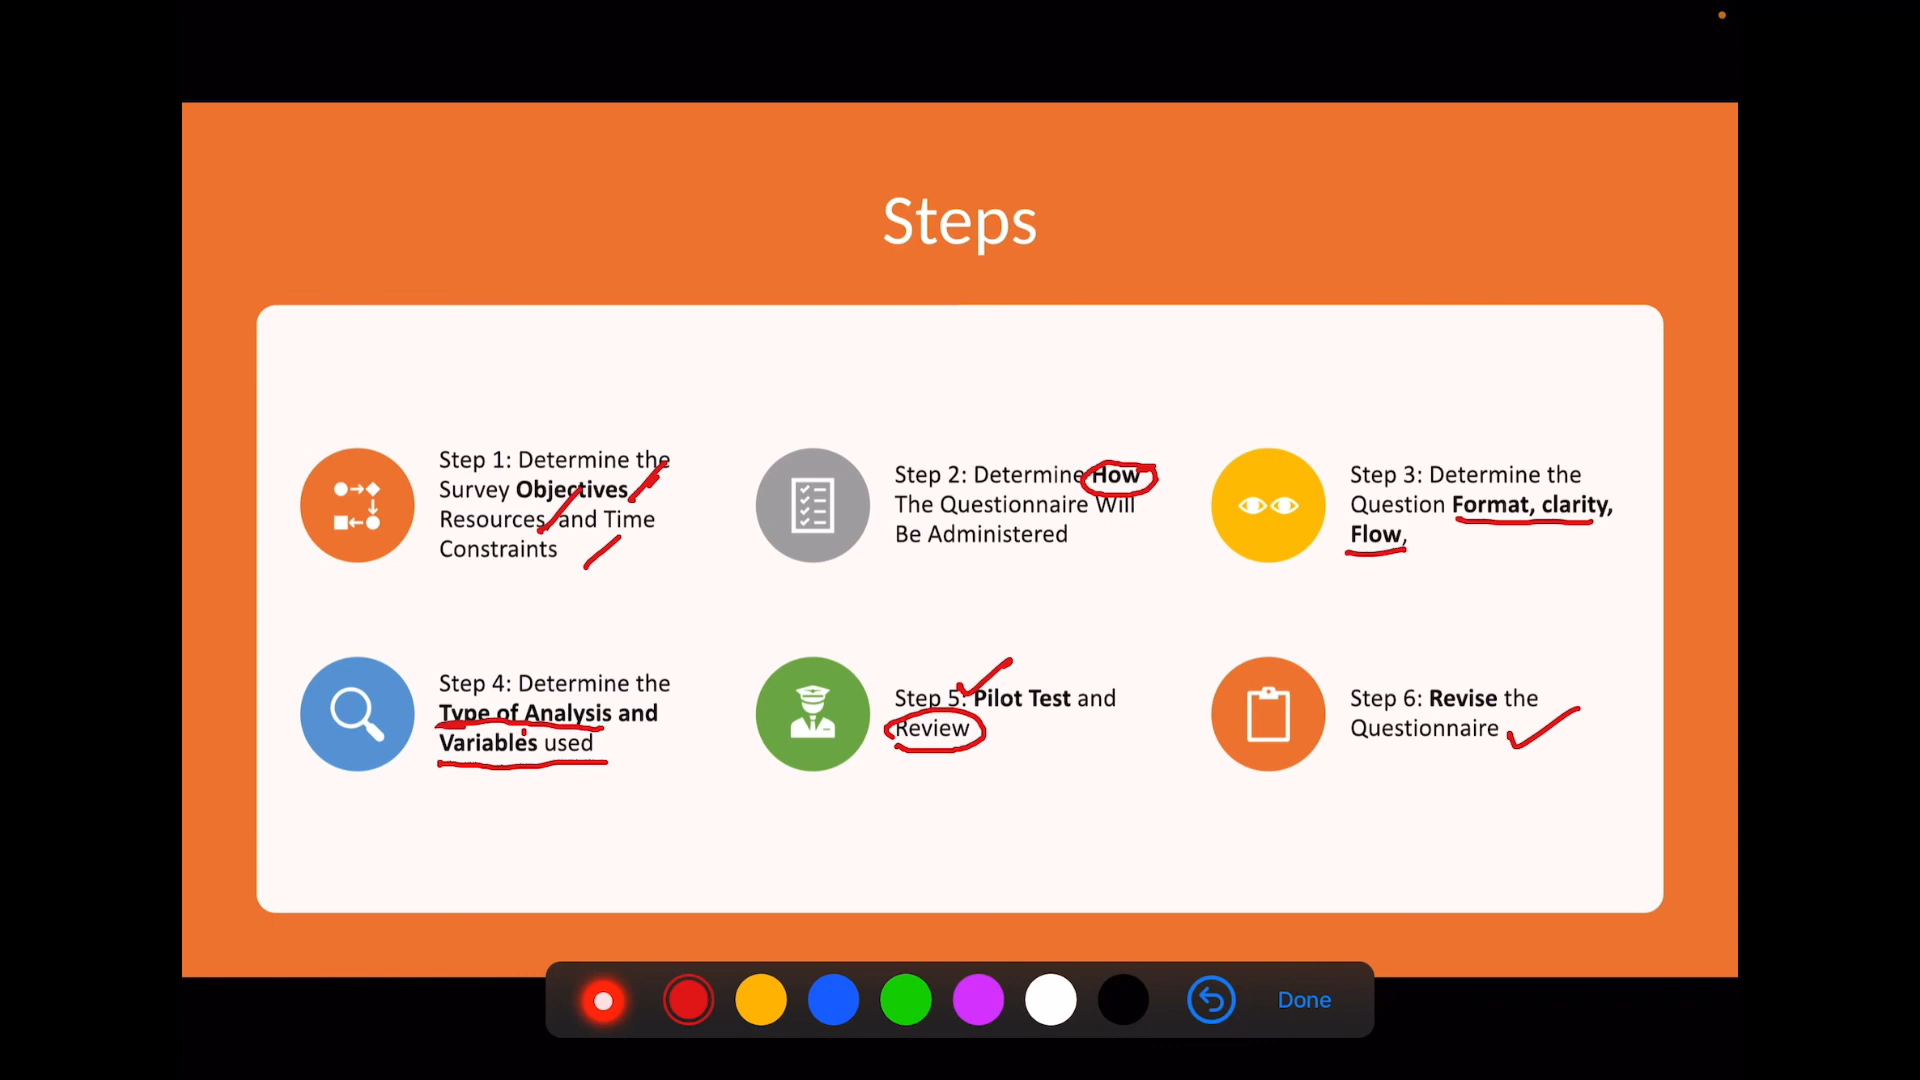 Steps
Step 1: Determine the
Survey Objectives,
Resources, and Time
Constraints
Step 2: Determine How
The Questionnaire Will
Be Administered
Step 3: Determine the
Question Format, clarity,
Flow,
Step 4: Determine the
Type of Analysis and
Variables used
Step 5: Pilot Test and
Review
Step 6: Revise the
Questionnaire
Done